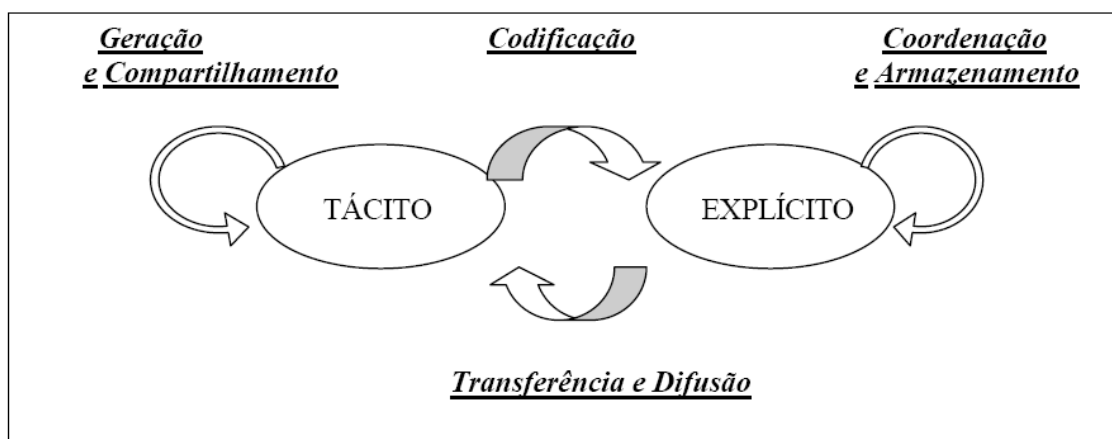 Geração
e Compartilhamento
Codificação
Coordenação
e Armazenamento
TÁCITO
EXPLÍCITO
Transferência e Difusão